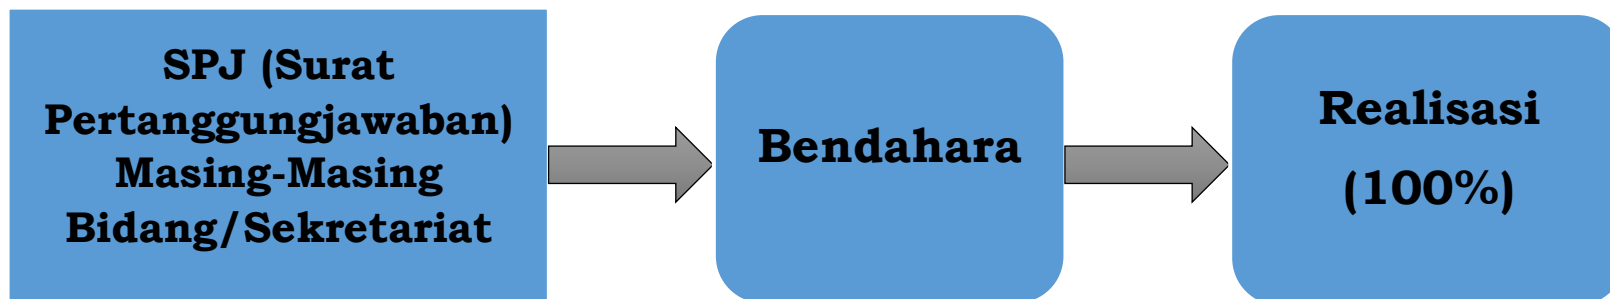 SPJ (Surat
Pertanggungjawaban)
Masing-Masing
Bidang/Sekretariat
Bendahara
Realisasi
(100%)